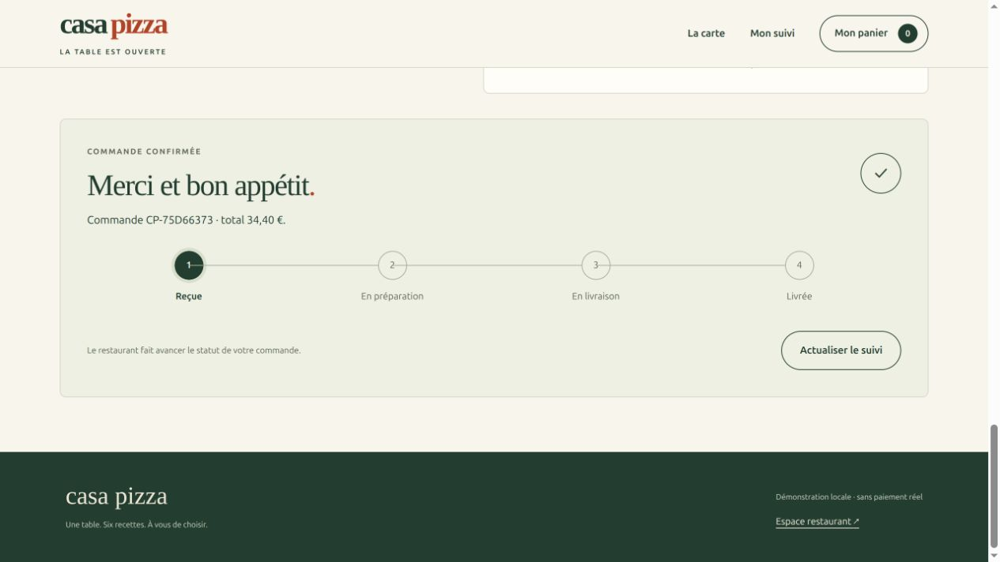 casa pizza
LA TABLE EST OUVERTE
La carte
Mon suivi
Mon panier 0
COMMANDE CONFIRMÉE
Merci et bon appétit.
Commande CP-75D66373 · total 34,40 €.
1
2
3
4
Reçue
En préparation
En livraison
Livrée
Le restaurant fait avancer le statut de votre commande.
Actualiser le suivi
casa pizza
Une table. Six recettes. À vous de choisir.
Démonstration locale · sans paiement réel
Espace restaurant ↗